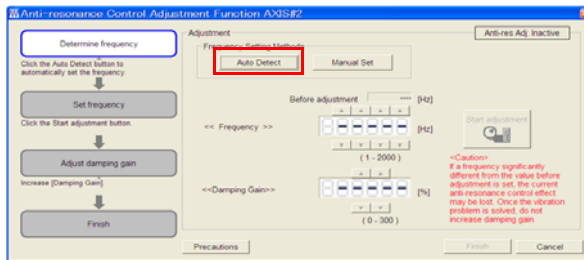 Anti-resonance Control Adjustment Function AXIS#2
Determine frequency
Click the Auto Detect button to
automatically set the frequency.
Set frequency
Click the Start adjustment button.
Adjust damping gain
Increase [Damping Gain]
Finish
Adjustment
Anti-res Adj: Inactive
Frequency Setting Methods
Auto Detect
Manual Set
Before adjustment ---- [Hz]
<< Frequency >>
[Hz]
( 1 - 2000 )
<<Damping Gain>>
[%]
( 0 - 300 )
Start adjustment
<Caution>
If a frequency significantly
different from the value before
adjustment is set, the current
anti-resonance control effect
may be lost. Once the vibration
problem is solved, do not
increase damping gain.
Precautions
Finish
Cancel